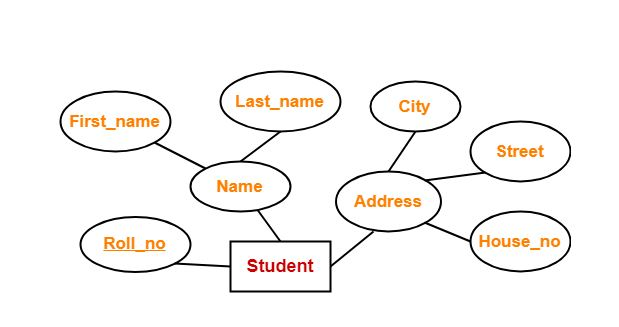 Last_name
City
First_name
Street
Name
Address
Roll_no
House_no
Student